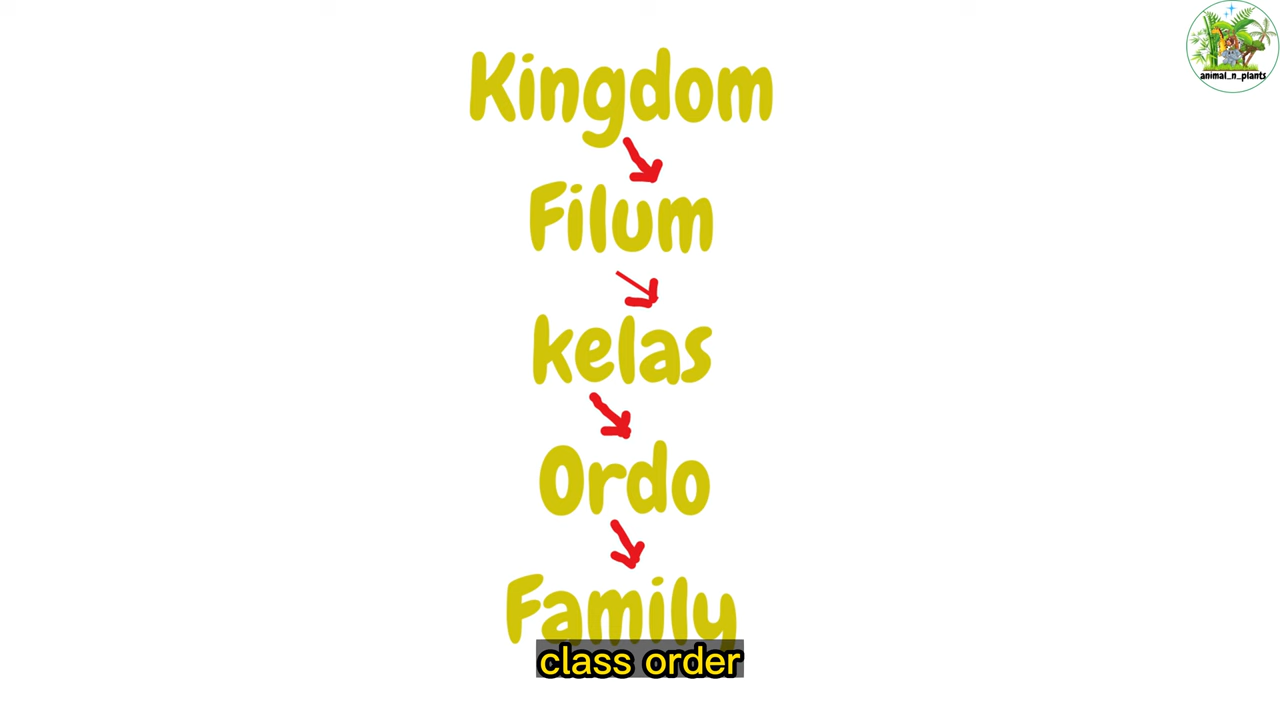 animal_n_plants
Kingdom
Filum
kelas
Ordo
Family
class order